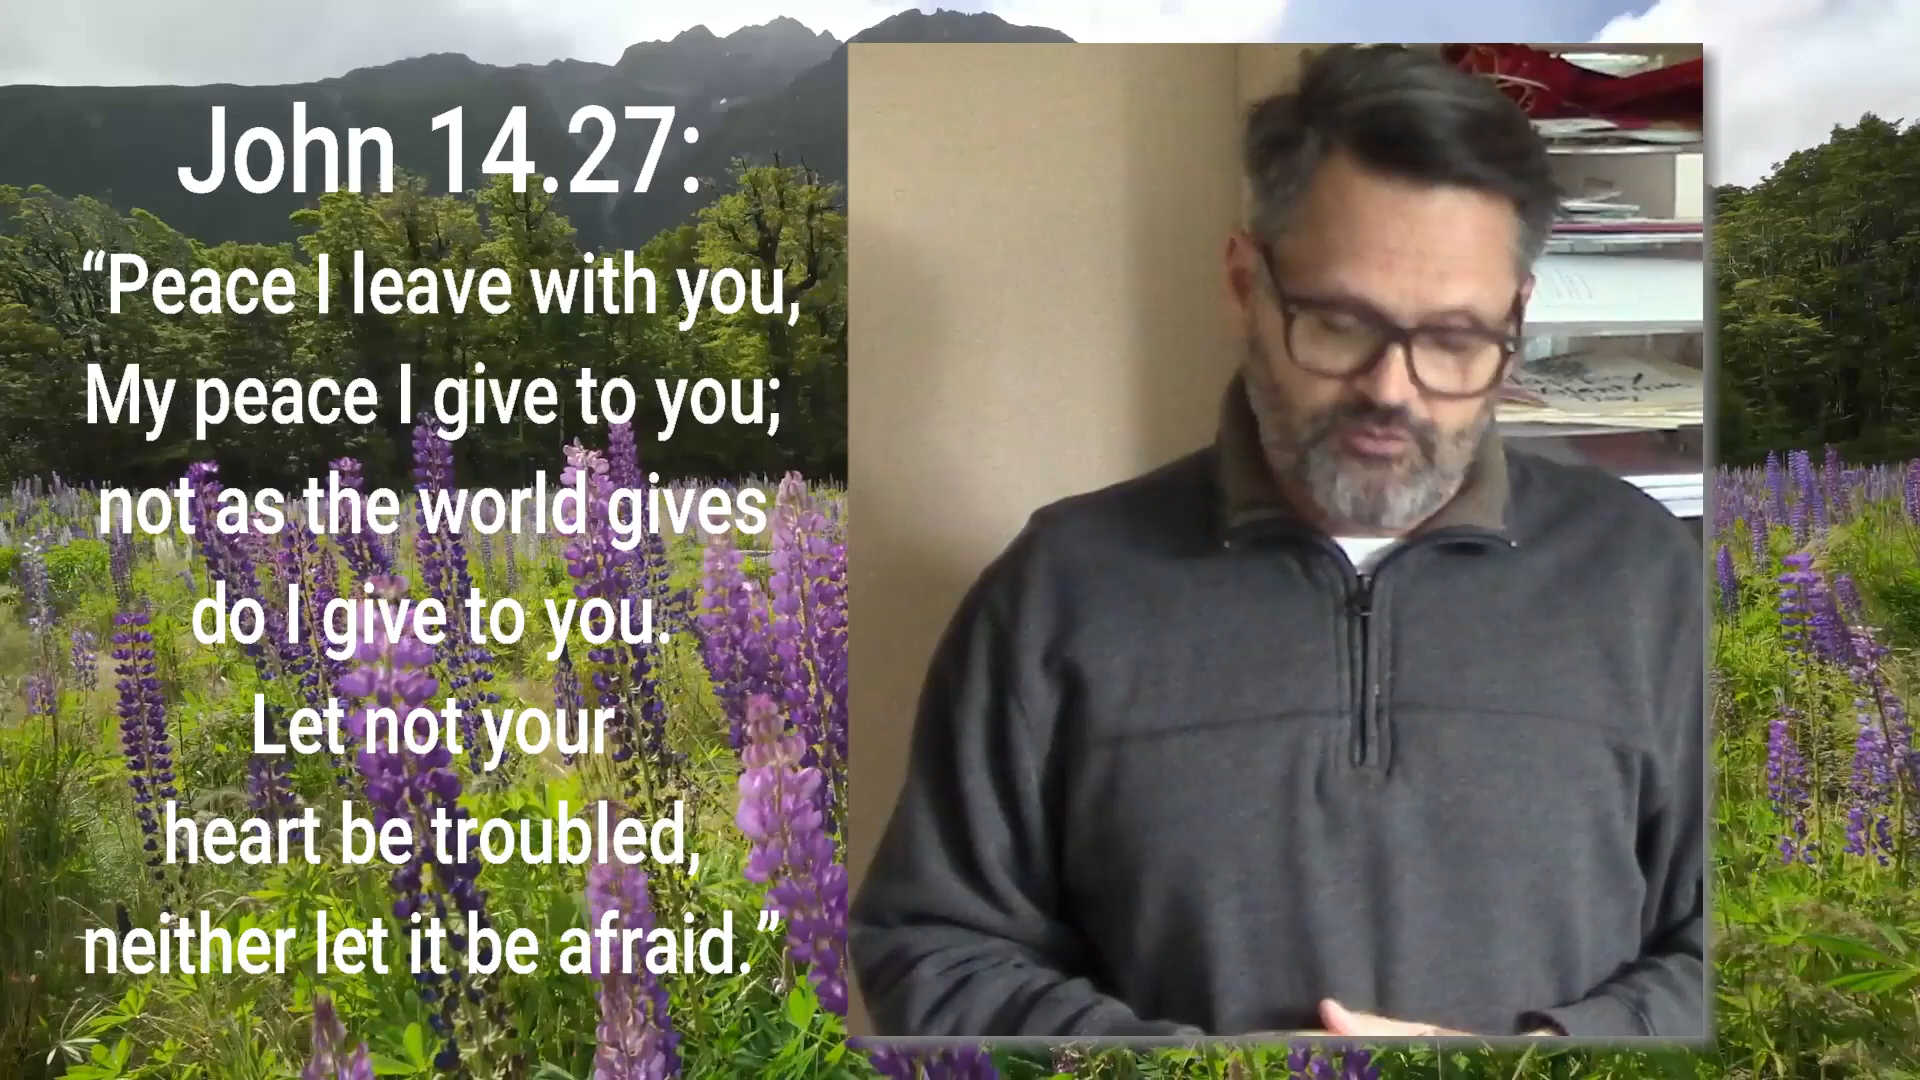 John 14.27:
“Peace I leave with you,
My peace I give to you;
not as the world gives
do I give to you.
Let not your
heart be troubled,
neither let it be afraid.”